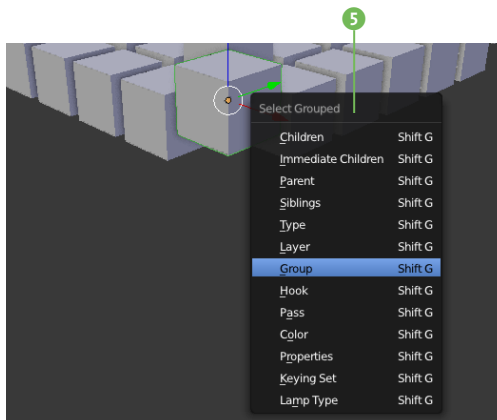 5
Select Grouped
Children Shift G
Immediate Children Shift G
Parent Shift G
Siblings Shift G
Type Shift G
Layer Shift G
Group Shift G
Hook Shift G
Pass Shift G
Color Shift G
Properties Shift G
Keying Set Shift G
Lamp Type Shift G